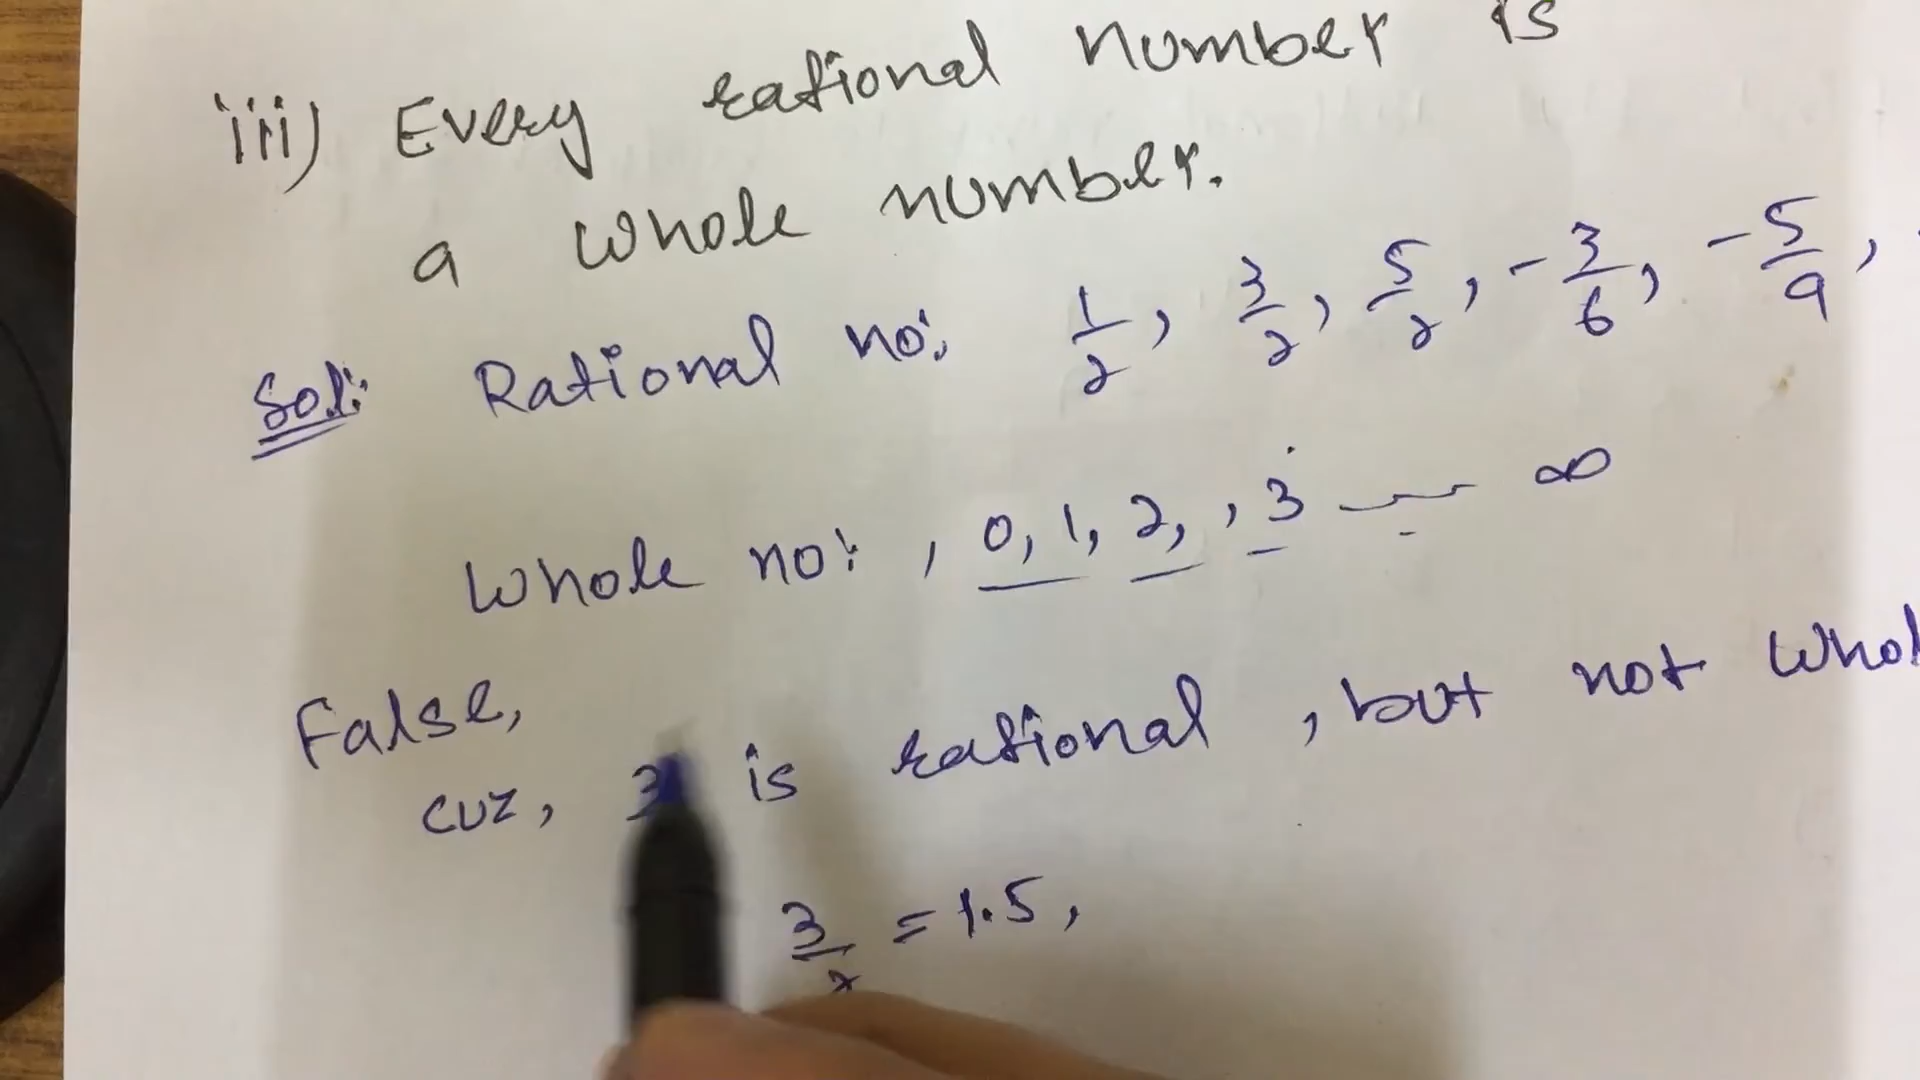 iii) Every rational number is
a whole number.
Sol: Rational no: 1/2, 3/2, 5/2, -3/6, -5/9,
Whole no: , 0, 1, 2, , 3 --- ∞
False,
cuz, 3 is rational, but not whol
3/2 = 1.5,